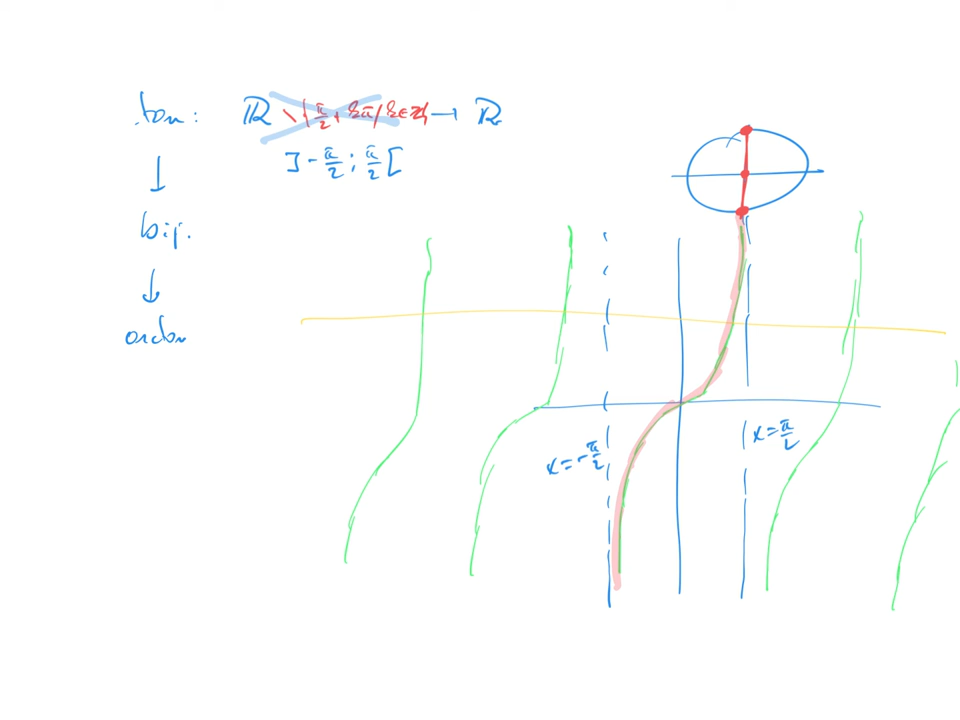 tan: ℝ \ { π/2 + kπ / k ∈ ℤ } → ℝ
] - π/2 ; π/2 [
↓
bij.
↓
arctan
x = -π/2
x = π/2